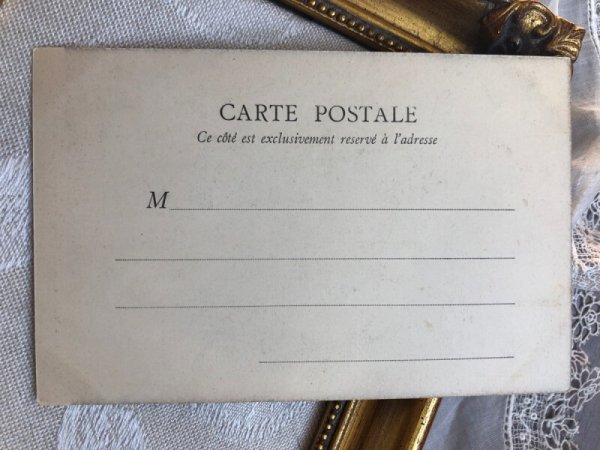 CARTE POSTALE
Ce côté est exclusivement reservé à l'adresse
M